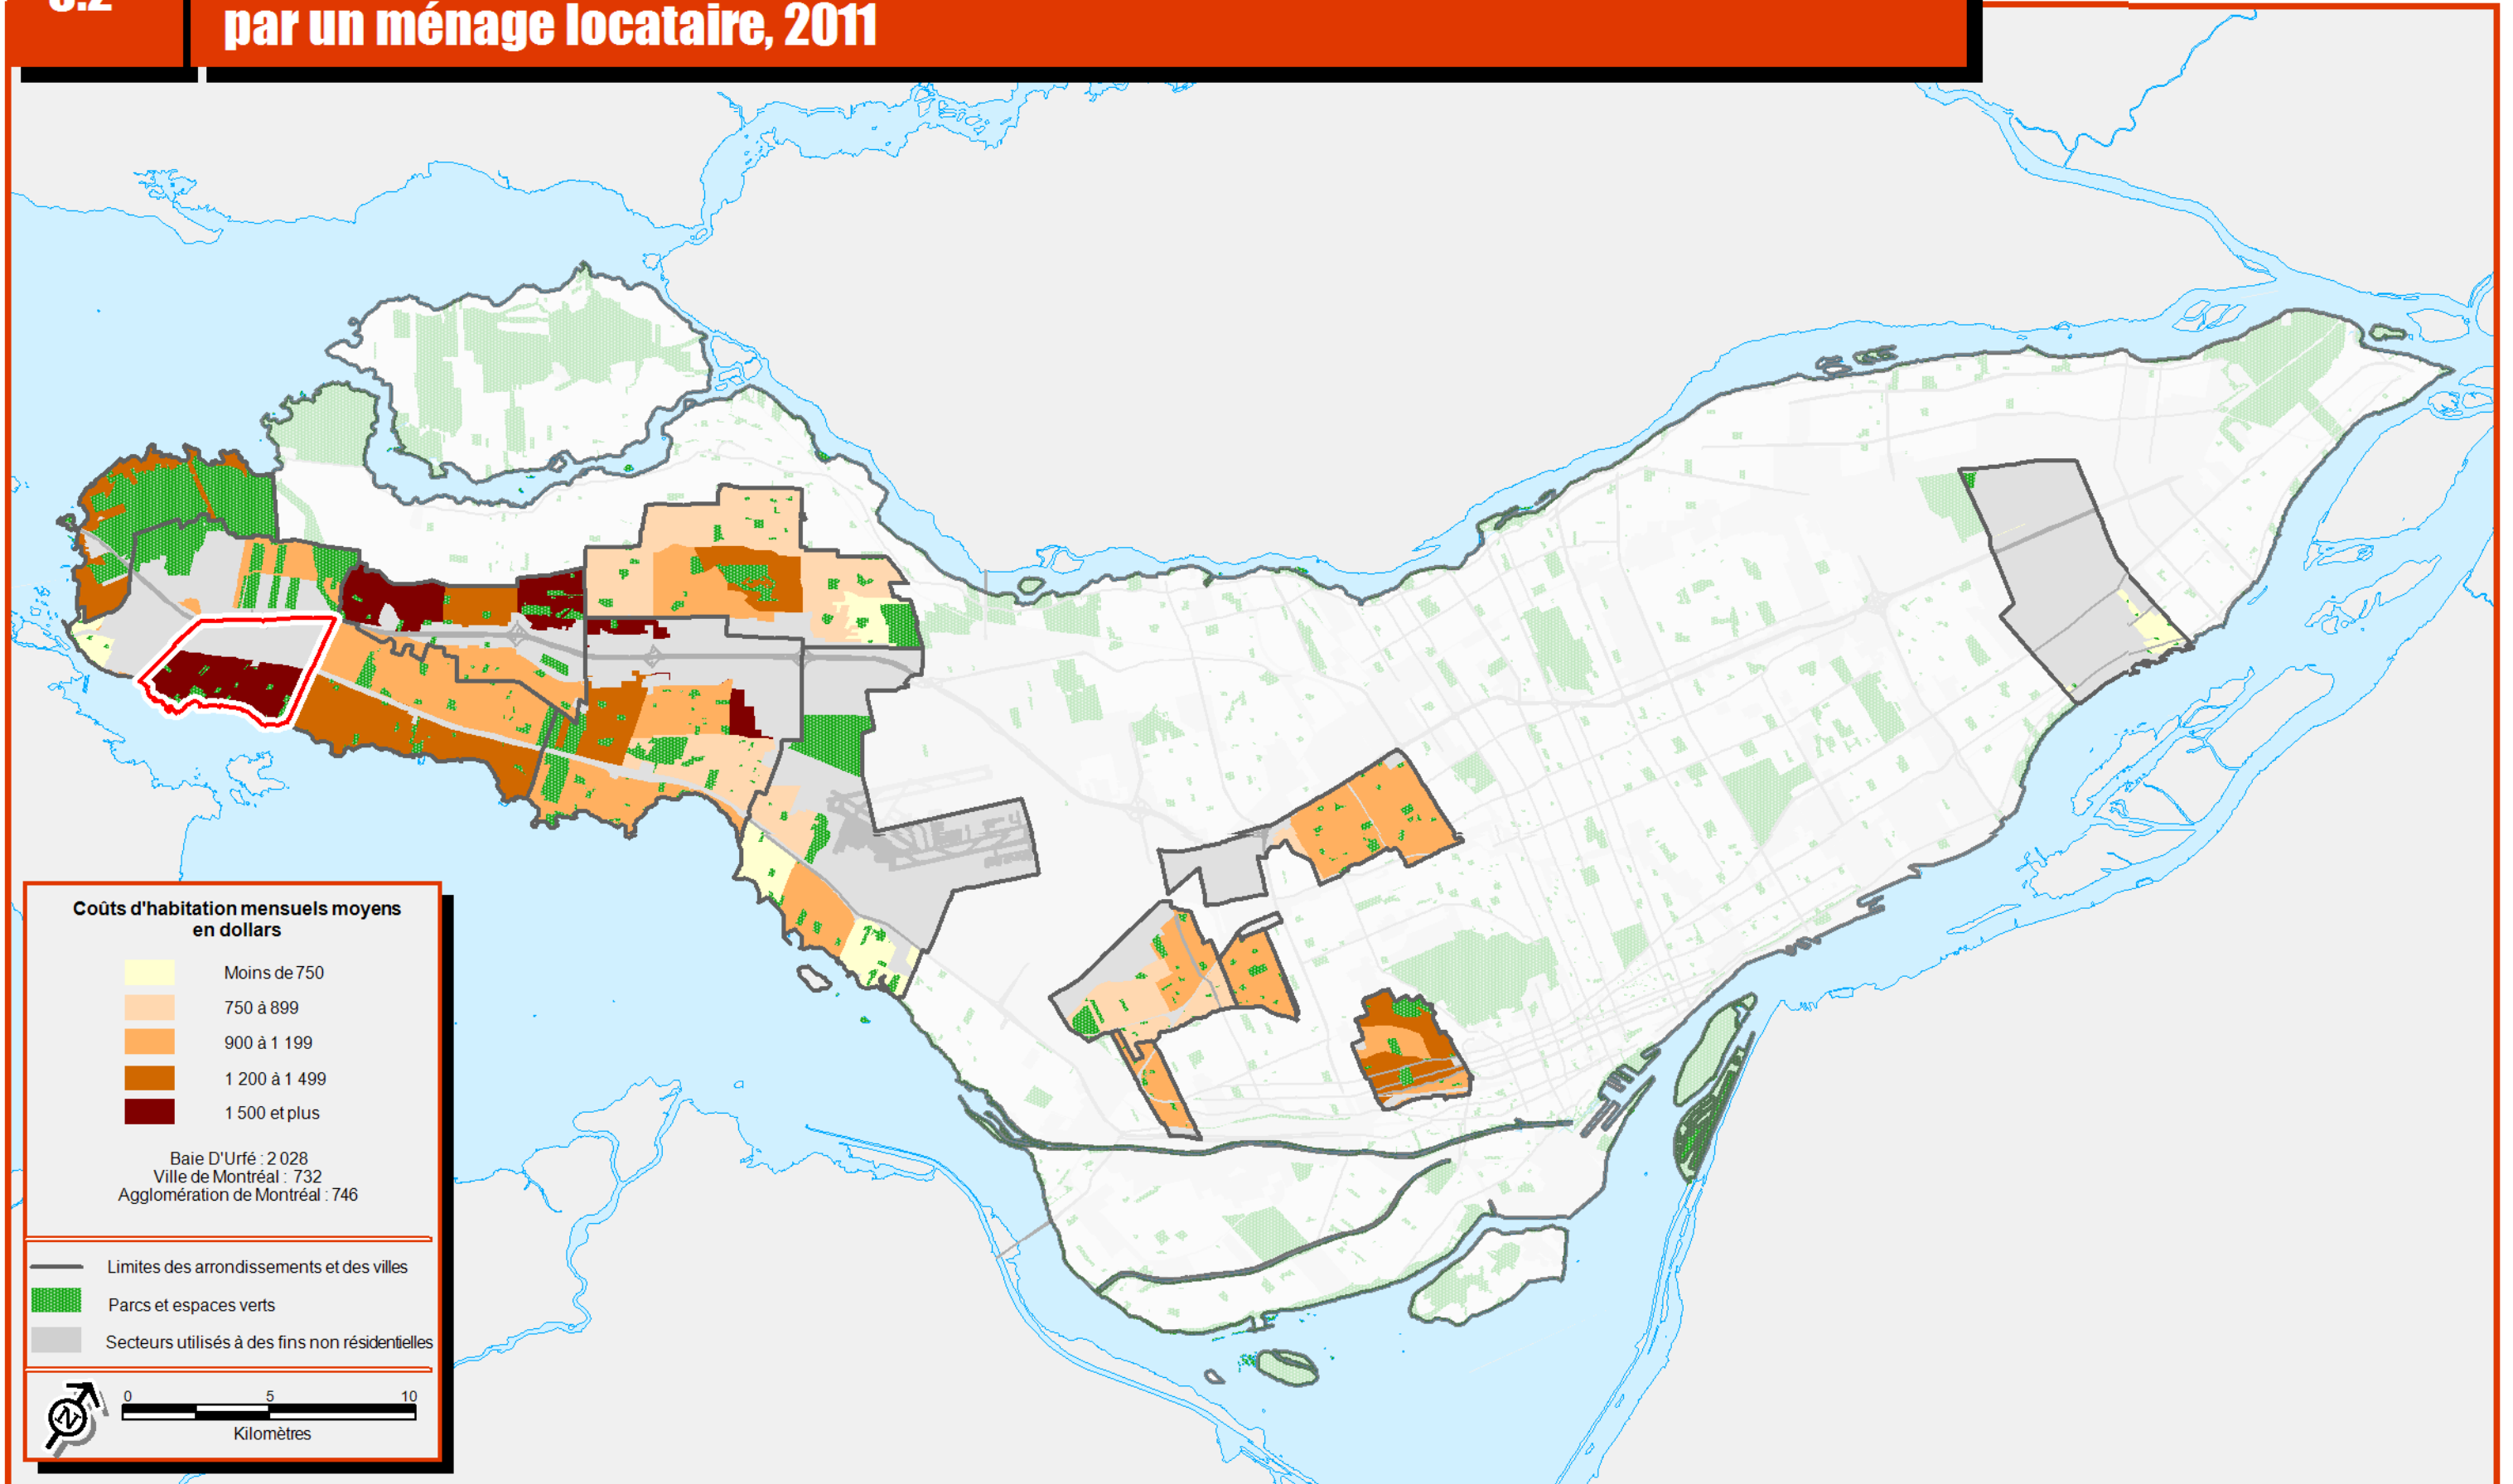 par un ménage locataire, 2011
Coûts d'habitation mensuels moyens
en dollars
Moins de 750
750 à 899
900 à 1 199
1 200 à 1 499
1 500 et plus
Baie D'Urfé : 2 028
Ville de Montréal : 732
Agglomération de Montréal : 746
Limites des arrondissements et des villes
Parcs et espaces verts
Secteurs utilisés à des fins non résidentielles
N
0 5 10
Kilomètres